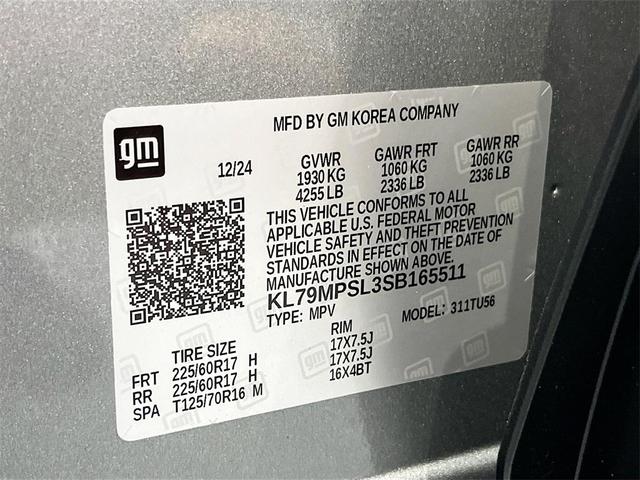 MFD BY GM KOREA COMPANY
gm
12/24
GVWR GAWR FRT GAWR RR
1930 KG 1060 KG 1060 KG
4255 LB 2336 LB 2336 LB
THIS VEHICLE CONFORMS TO ALL
APPLICABLE U.S. FEDERAL MOTOR
VEHICLE SAFETY AND THEFT PREVENTION
STANDARDS IN EFFECT ON THE DATE OF
MANUFACTURE SHOWN ABOVE.
KL79MPSL3SB165511
TYPE: MPV MODEL: 311TU56
TIRE SIZE RIM
FRT 225/60R17 H 17X7.5J
RR 225/60R17 H 17X7.5J
SPA T125/70R16 M 16X4BT